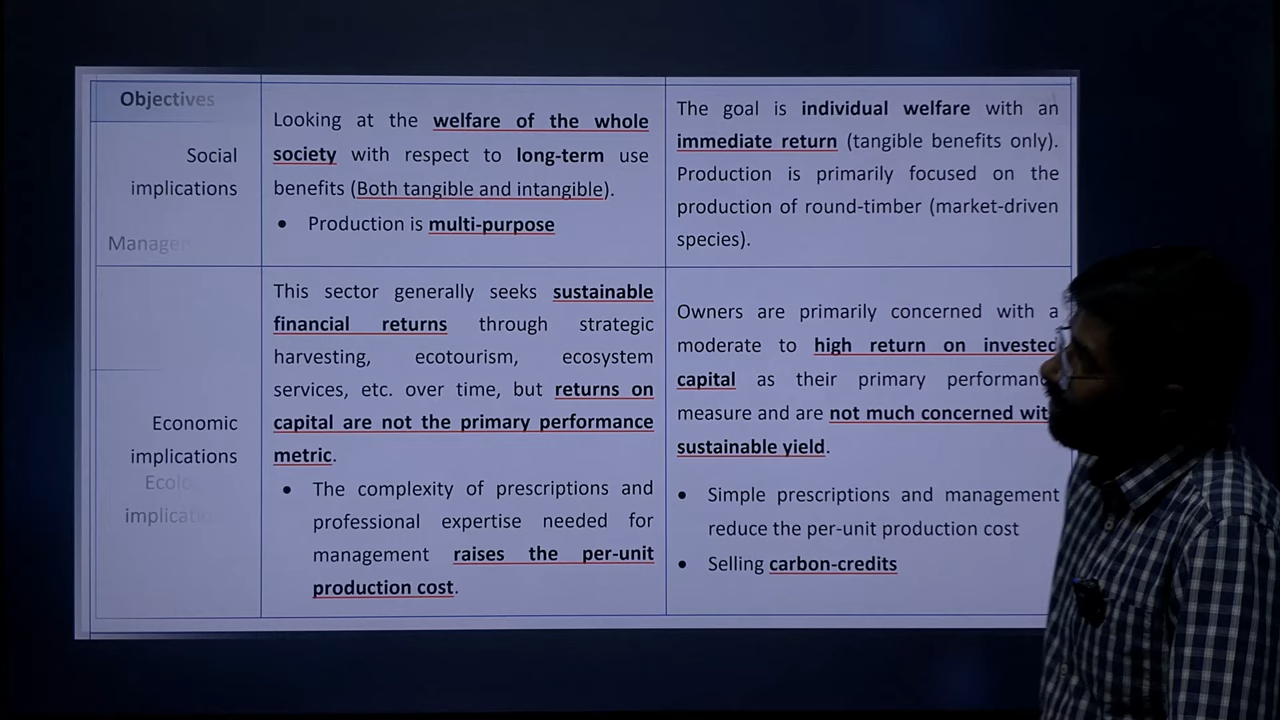 Objectives
Social
implications
Manage
Looking at the welfare of the whole
society with respect to long-term use
benefits (Both tangible and intangible).
• Production is multi-purpose
The goal is individual welfare with an
immediate return (tangible benefits only).
Production is primarily focused on the
production of round-timber (market-driven
species).
Economic
implications
Ecolo
implicatio
This sector generally seeks sustainable
financial returns through strategic
harvesting, ecotourism, ecosystem
services, etc. over time, but returns on
capital are not the primary performance
metric.
• The complexity of prescriptions and
professional expertise needed for
management raises the per-unit
production cost.
Owners are primarily concerned with a
moderate to high return on invested
capital as their primary performanc
measure and are not much concerned wit
sustainable yield.
• Simple prescriptions and management
reduce the per-unit production cost
• Selling carbon-credits